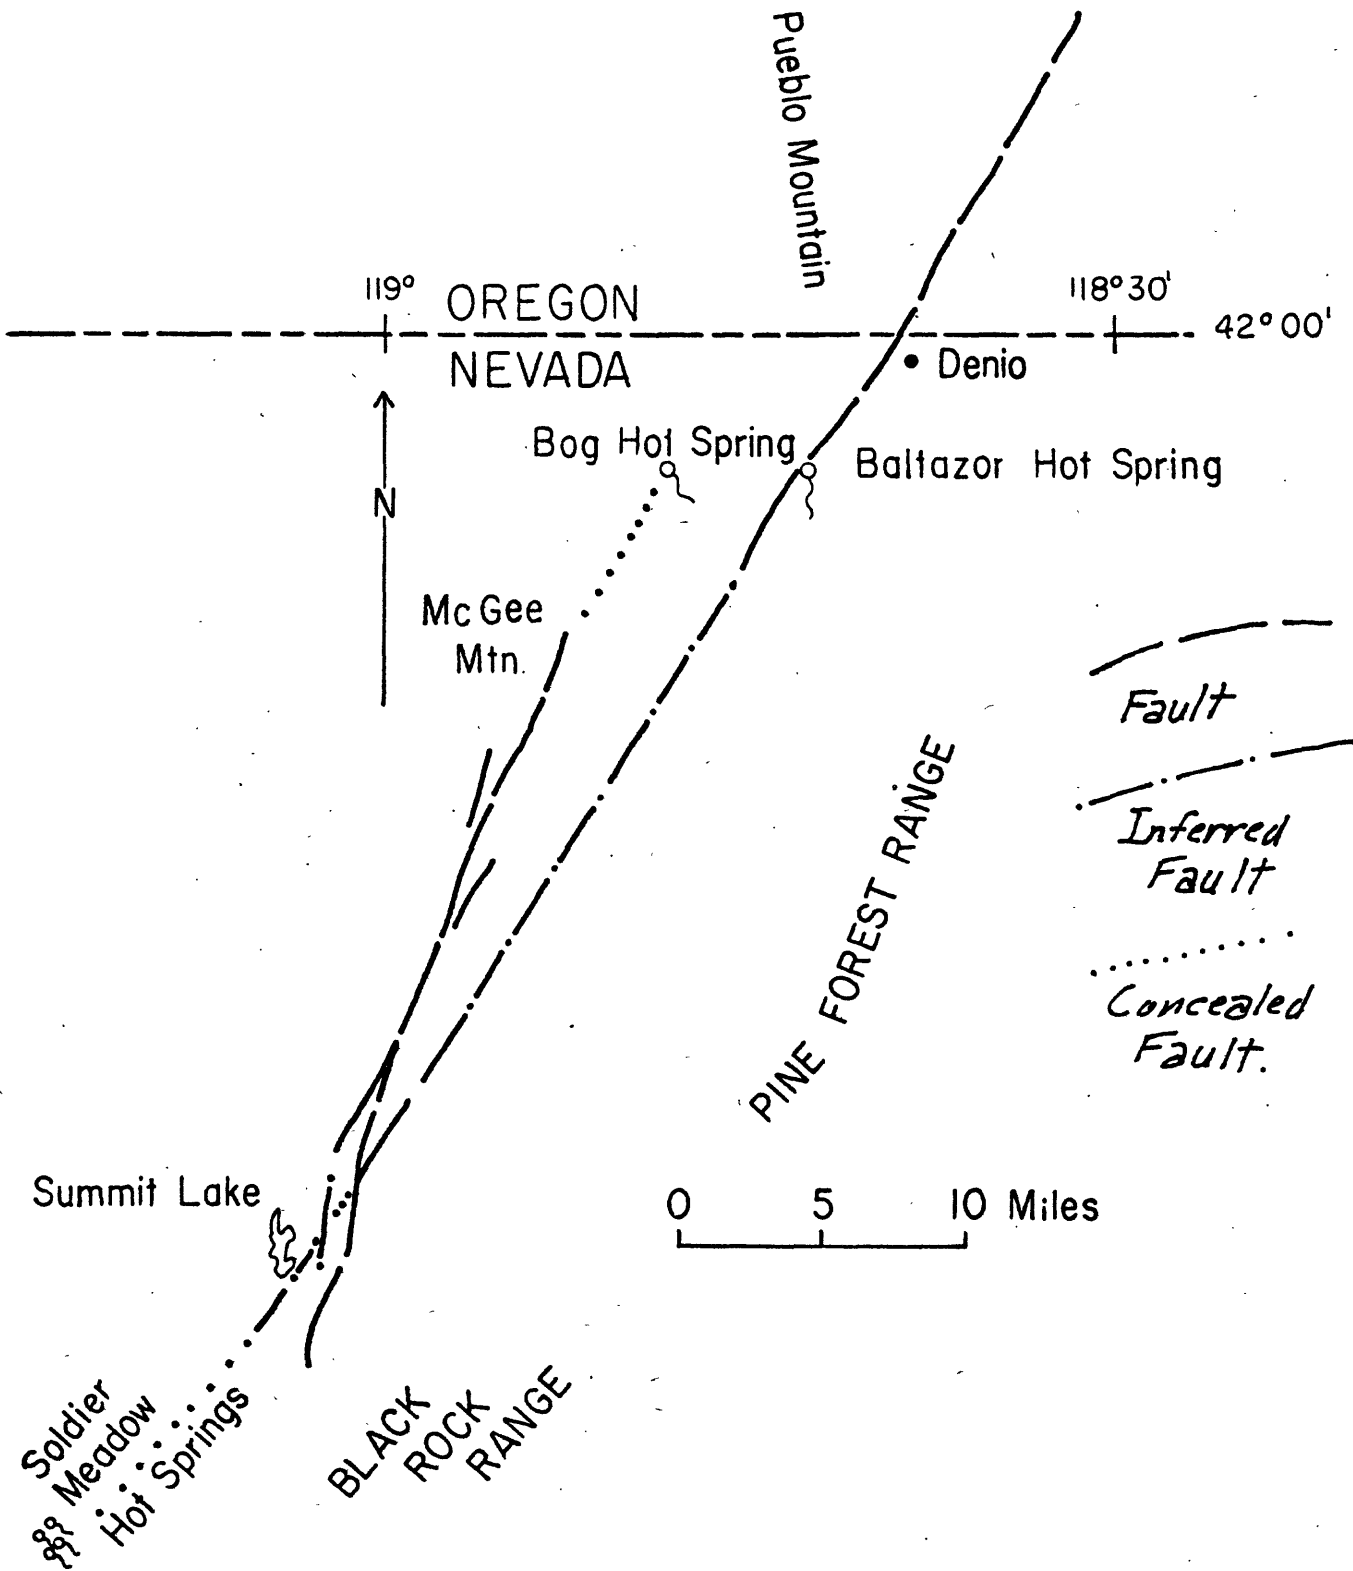 Pueblo Mountain
119°
OREGON
118°30'
42°00'
NEVADA
Denio
Bog Hot Spring
Baltazor Hot Spring
N
McGee
Mtn.
Fault
Inferred
Fault
Concealed
Fault.
PINE FOREST RANGE
Summit Lake
0 5 10 Miles
Soldier
Meadow
Hot Springs
BLACK
ROCK
RANGE